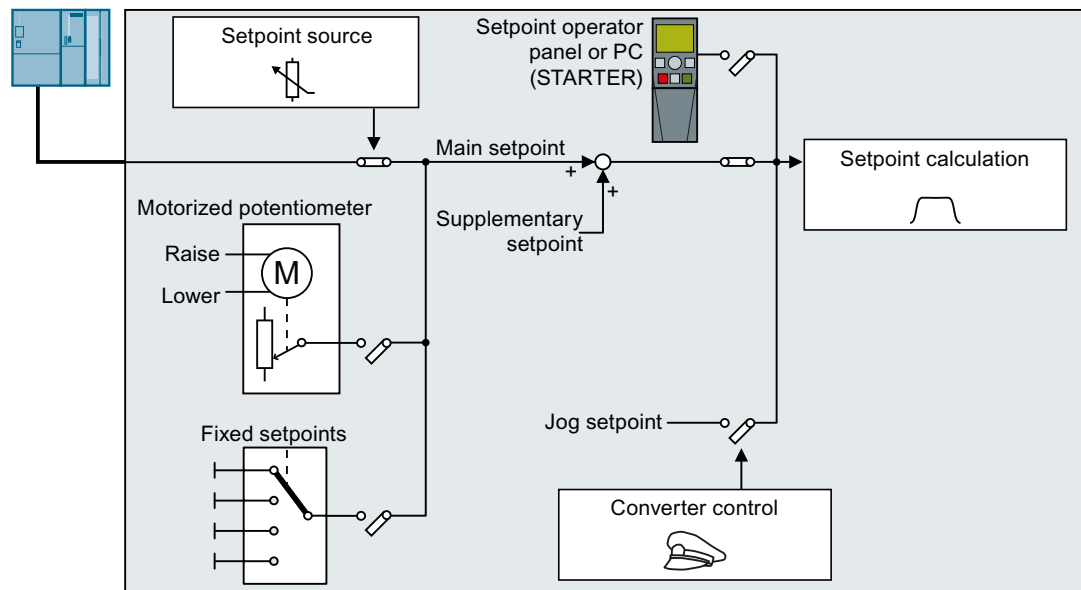 Setpoint source
Setpoint operator
panel or PC
(STARTER)
Main setpoint
+
+
Supplementary
setpoint
Setpoint calculation
Motorized potentiometer
Raise
M
Lower
Fixed setpoints
Jog setpoint
Converter control